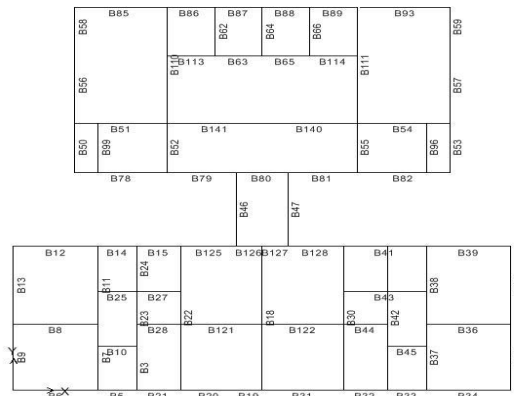 B85 B86 B87 B88 B89 B93
B58 B62 B64 B66 B59
B56 B110 B113 B63 B65 B114 B111 B57
B51 B141 B140 B54
B50 B99 B52 B55 B96 B53
B78 B79 B80 B81 B82
B46 B47
B12 B14 B15 B125 B126 B127 B128 B41 B39
B13 B11 B24 B38
B25 B27 B43
B23 B22 B18 B30 B42
B8 B28 B121 B122 B44 B36
Y B9 B7 B10 B3 B45 B37
X
B6 B5 B21 B20 B19 B31 B32 B33 B34